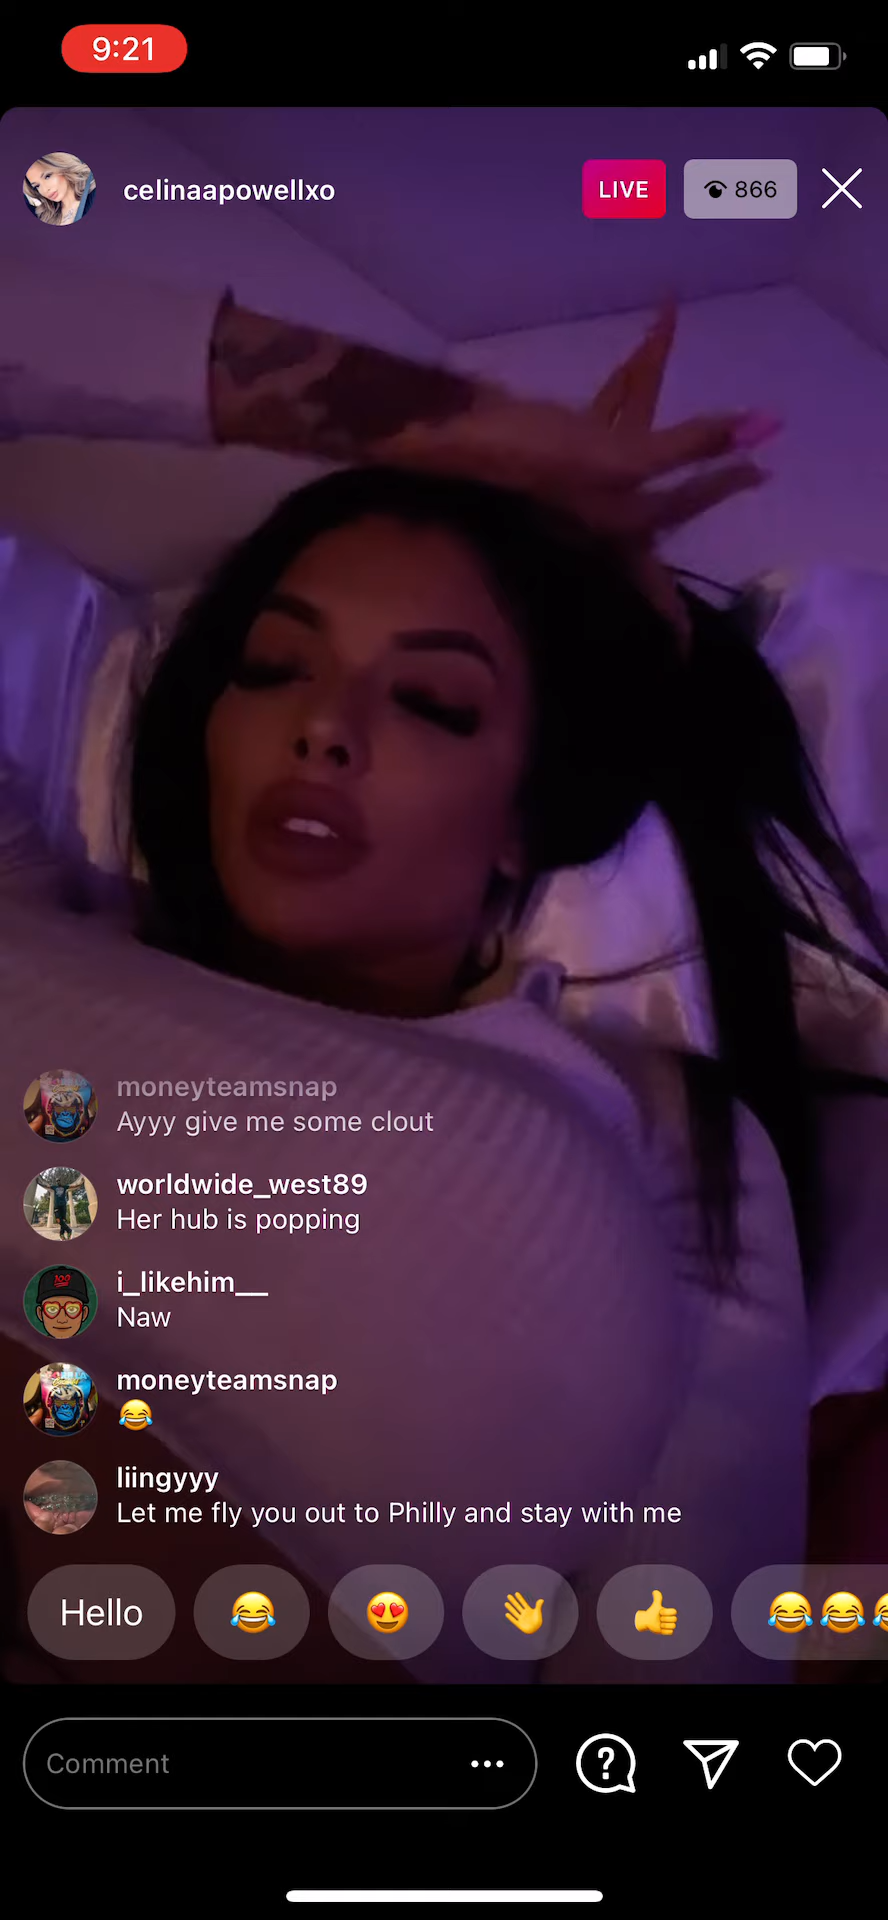 9:21
celinaapowellxo
LIVE
866
moneyteamsnap
Ayyy give me some clout
worldwide_west89
Her hub is popping
i_likehim__
Naw
moneyteamsnap
😂
liingyyy
Let me fly you out to Philly and stay with me
Hello 😂 😍 👋 👍 😂😂
Comment